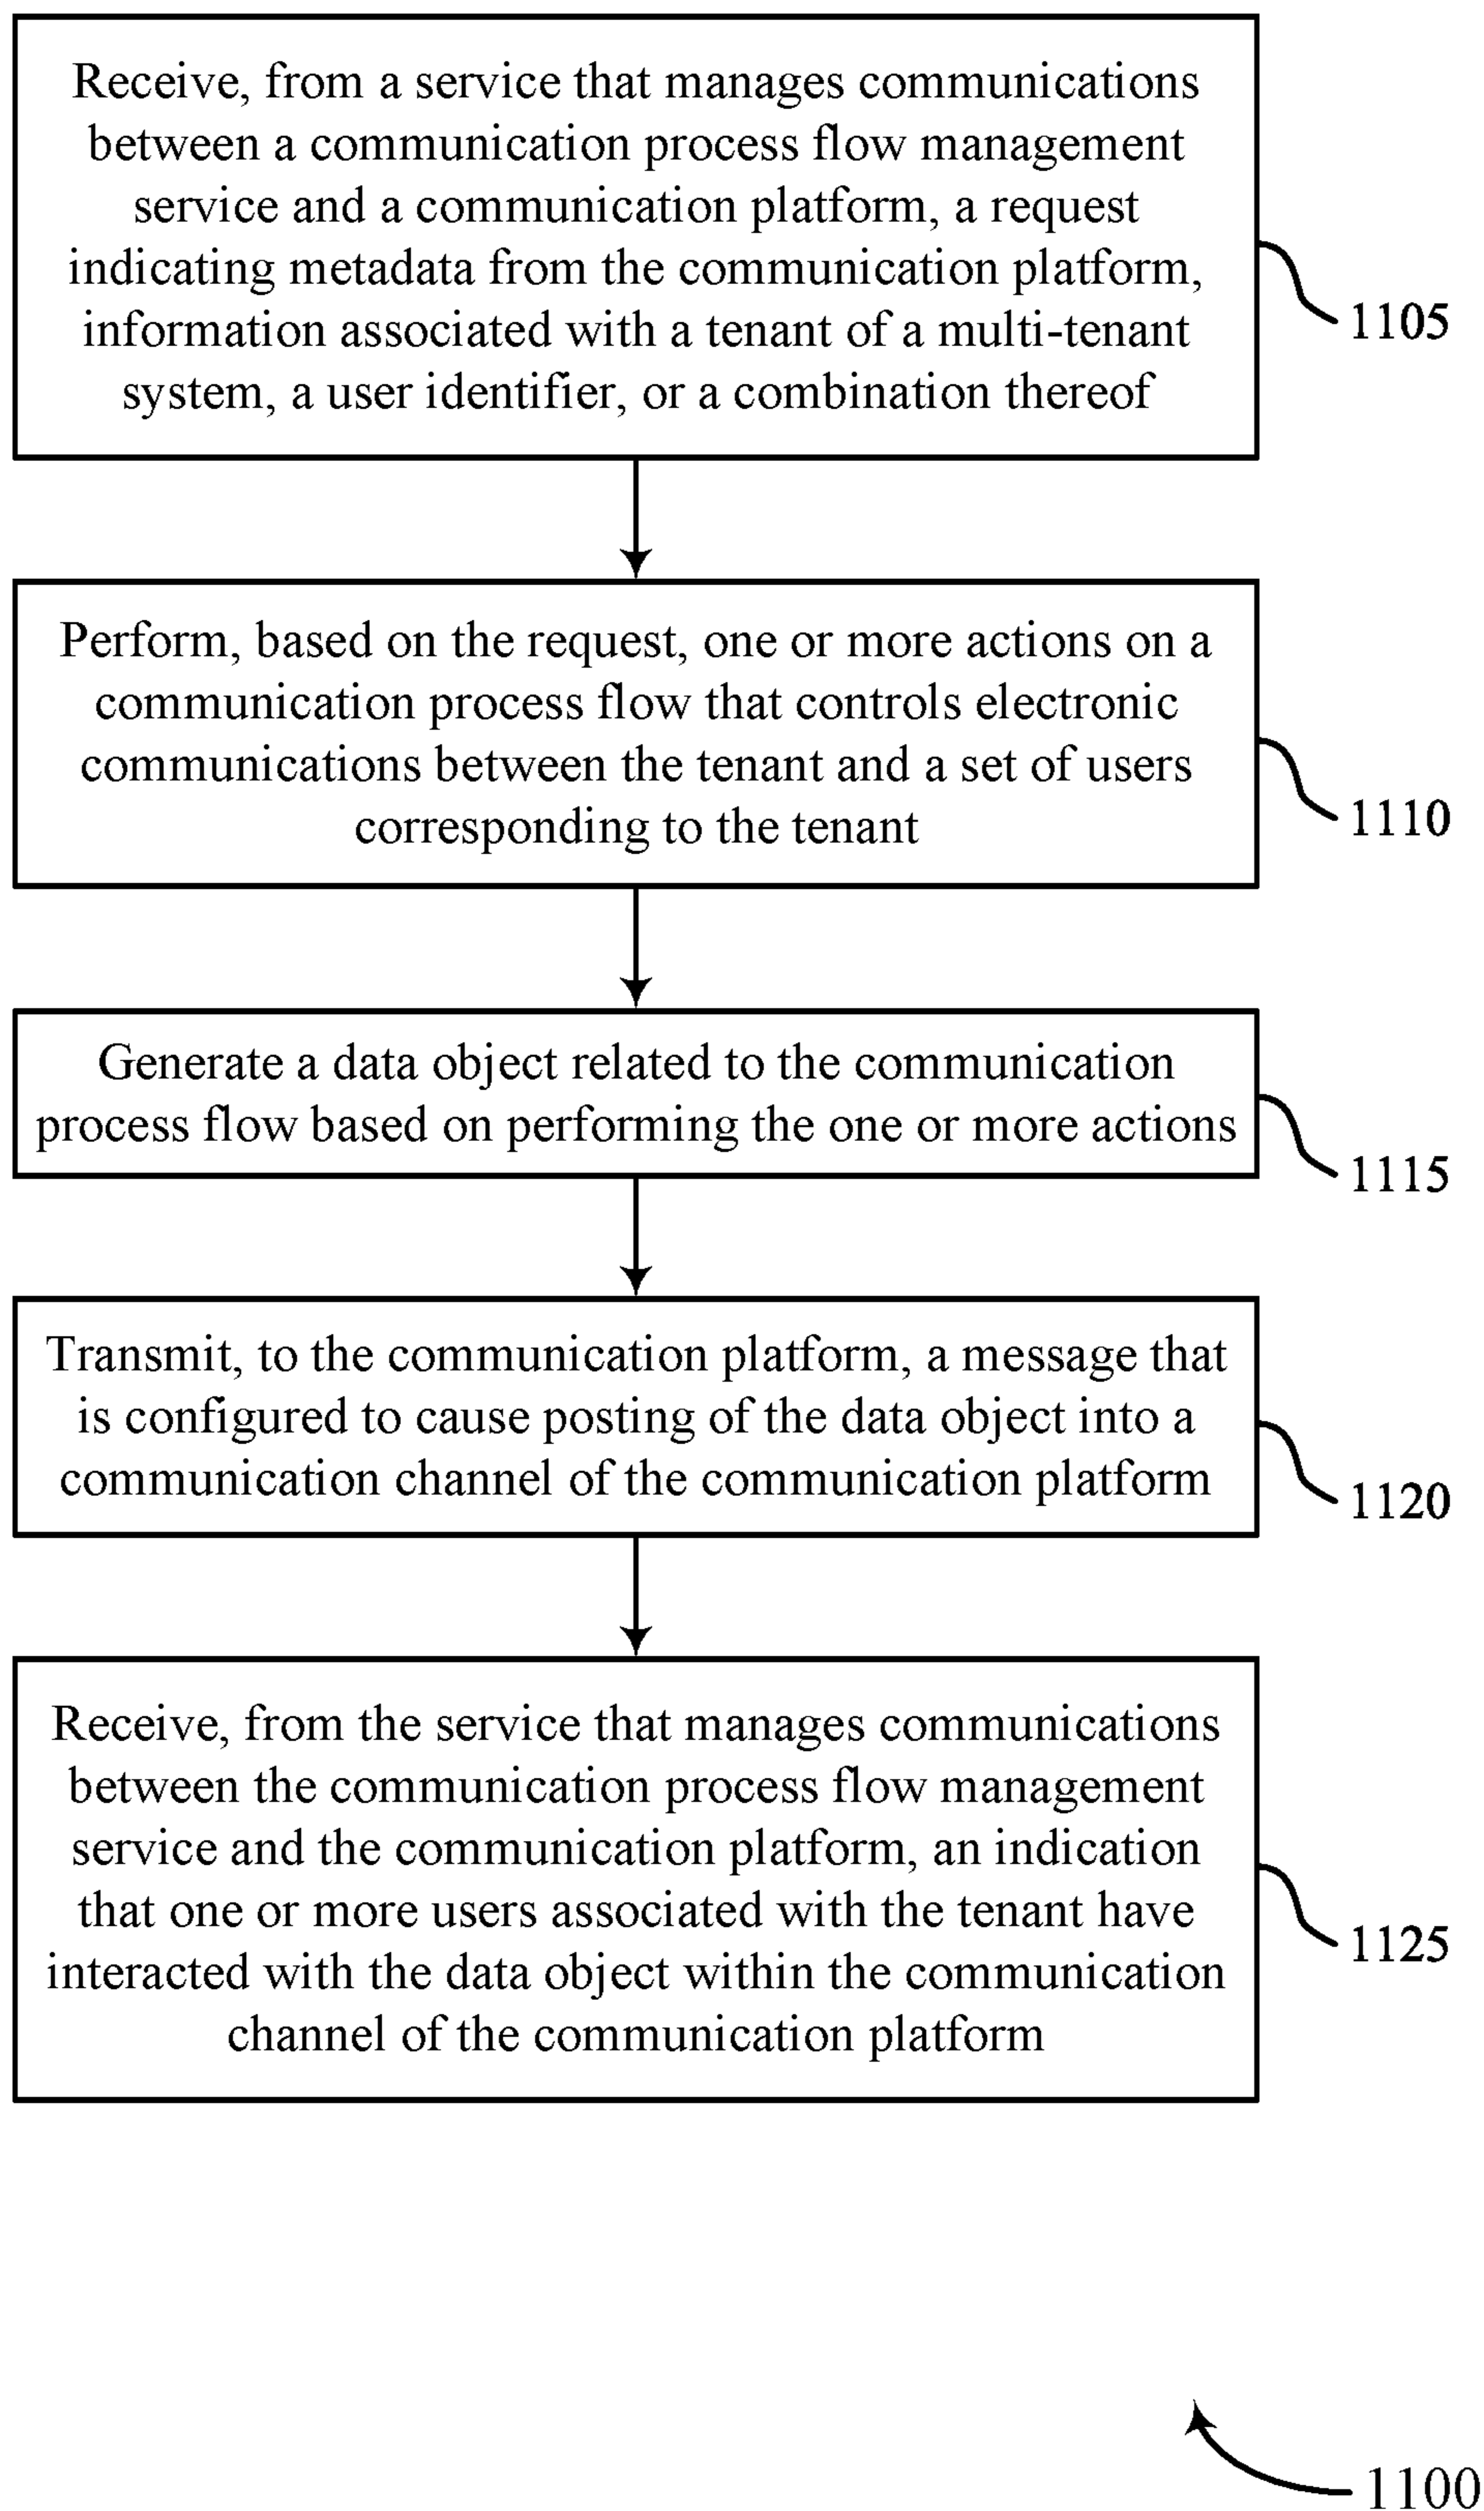 Receive, from a service that manages communications
between a communication process flow management
service and a communication platform, a request
indicating metadata from the communication platform,
information associated with a tenant of a multi-tenant
system, a user identifier, or a combination thereof
1105
Perform, based on the request, one or more actions on a
communication process flow that controls electronic
communications between the tenant and a set of users
corresponding to the tenant
1110
Generate a data object related to the communication
process flow based on performing the one or more actions
1115
Transmit, to the communication platform, a message that
is configured to cause posting of the data object into a
communication channel of the communication platform
1120
Receive, from the service that manages communications
between the communication process flow management
service and the communication platform, an indication
that one or more users associated with the tenant have
interacted with the data object within the communication
channel of the communication platform
1125
1100